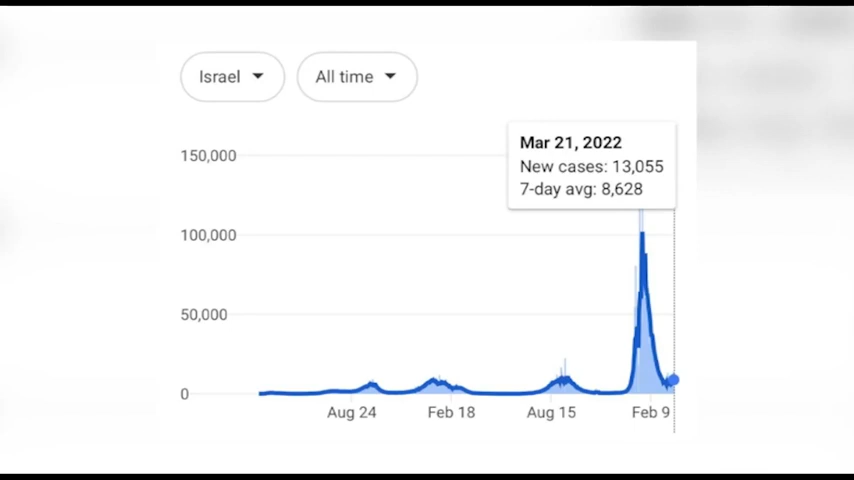 Israel
All time
Mar 21, 2022
New cases: 13,055
7-day avg: 8,628
150,000
100,000
50,000
0
Aug 24
Feb 18
Aug 15
Feb 9